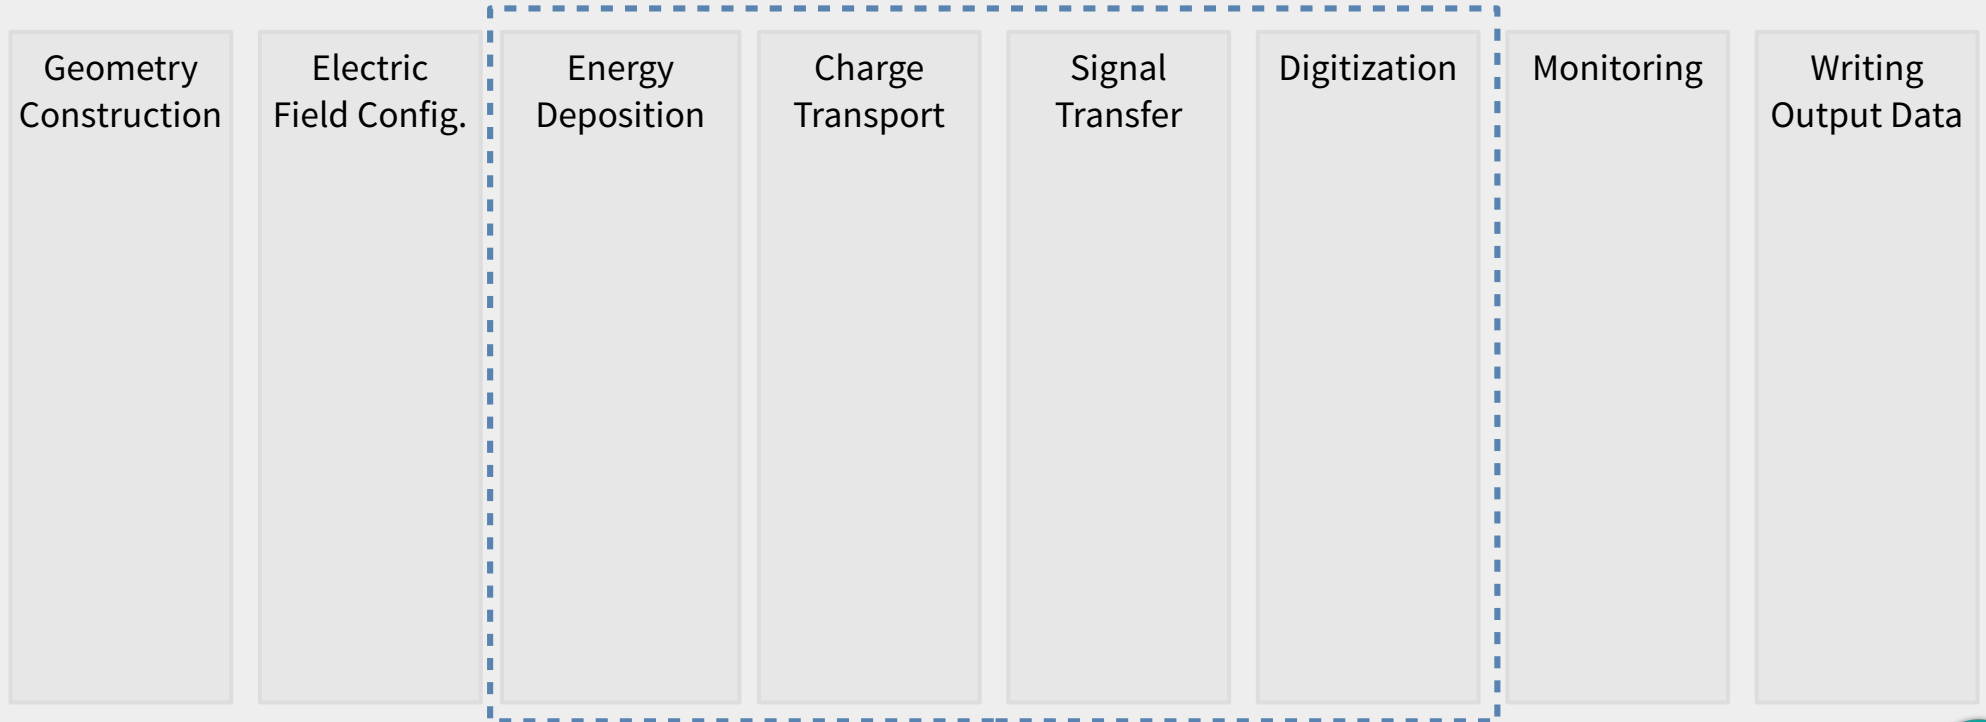 Geometry
Construction
Electric
Field Config.
Energy
Deposition
Charge
Transport
Signal
Transfer
Digitization
Monitoring
Writing
Output Data